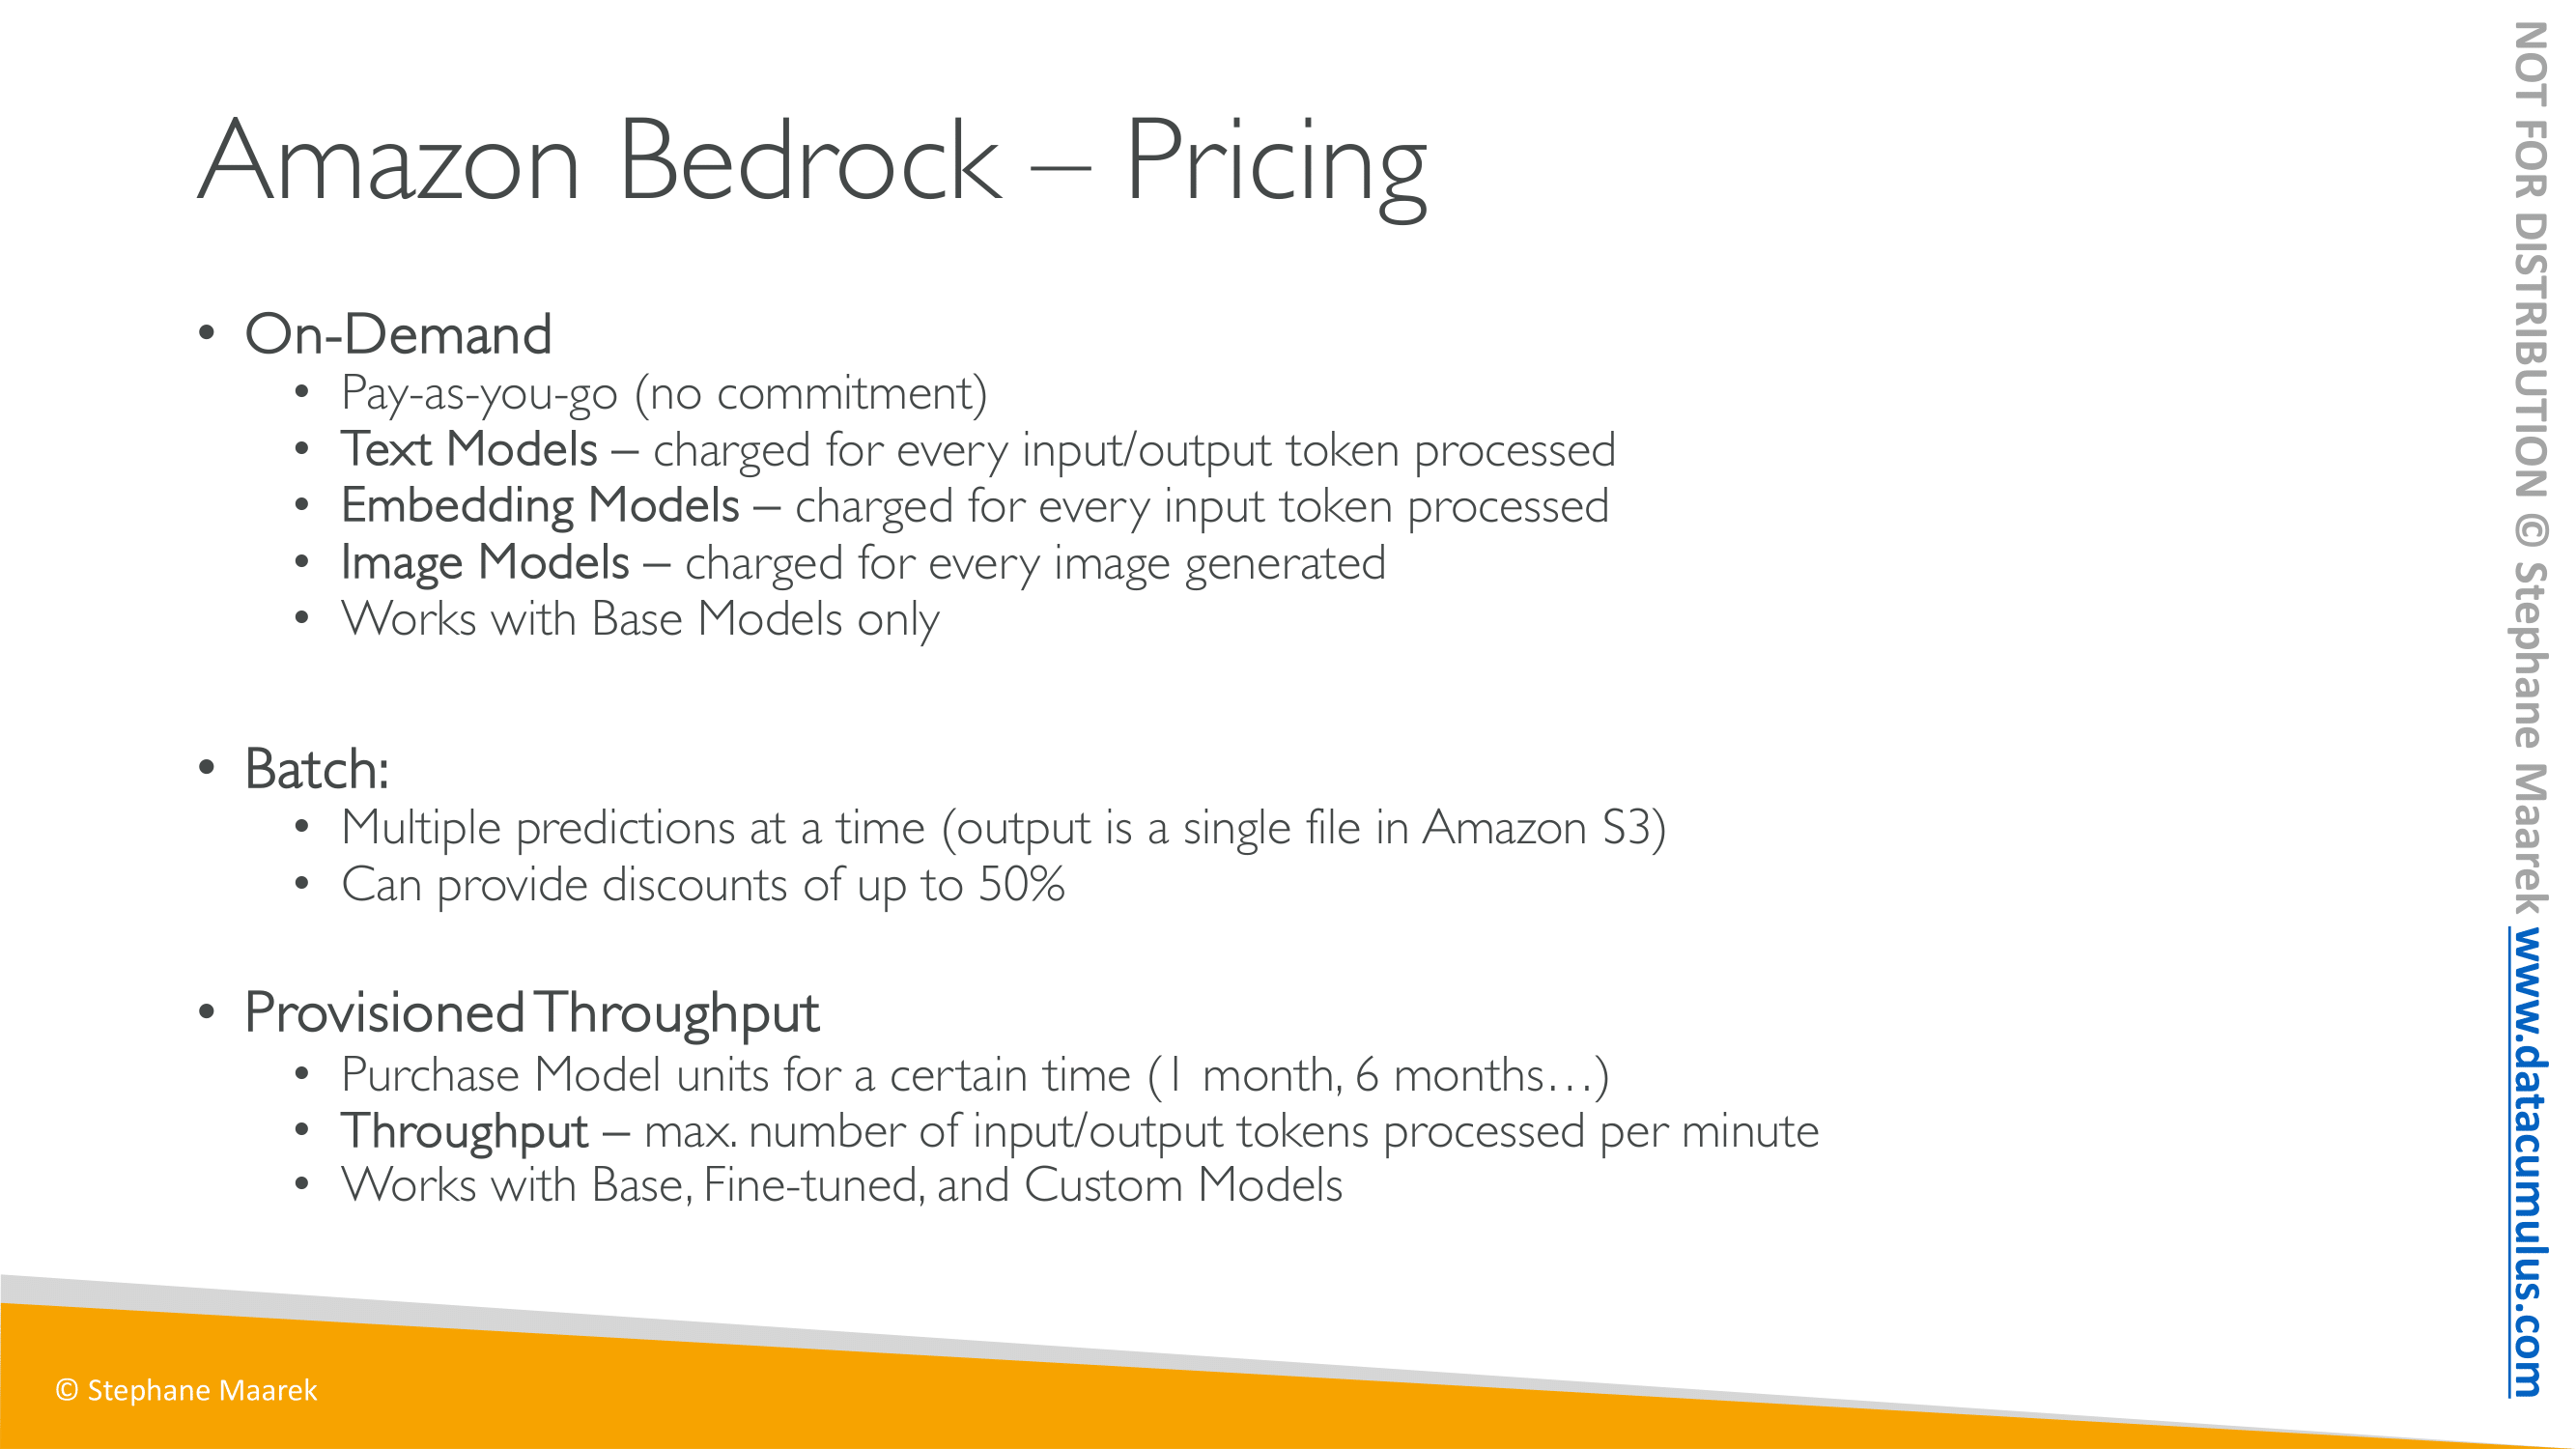 Amazon Bedrock – Pricing
• On-Demand
• Pay-as-you-go (no commitment)
• Text Models – charged for every input/output token processed
• Embedding Models – charged for every input token processed
• Image Models – charged for every image generated
• Works with Base Models only
• Batch:
• Multiple predictions at a time (output is a single file in Amazon S3)
• Can provide discounts of up to 50%
• Provisioned Throughput
• Purchase Model units for a certain time (1 month, 6 months…)
• Throughput – max. number of input/output tokens processed per minute
• Works with Base, Fine-tuned, and Custom Models
© Stephane Maarek
NOT FOR DISTRIBUTION © Stephane Maarek www.datacumulus.com